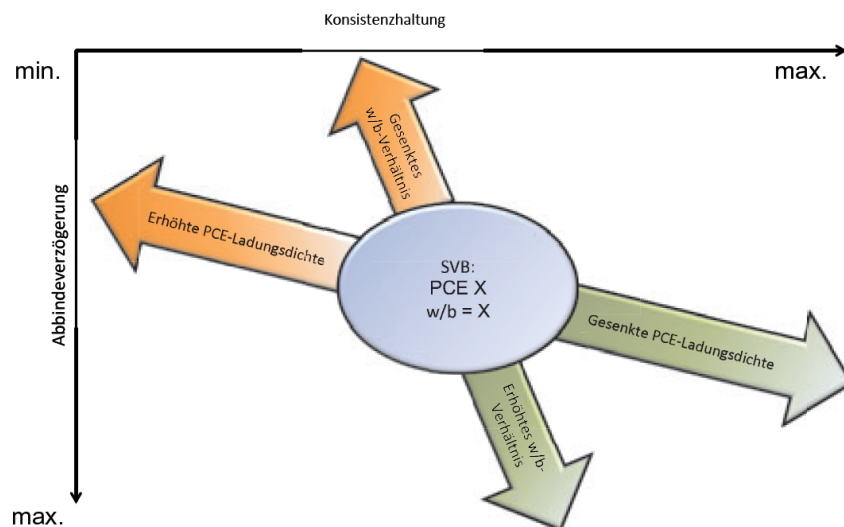 Konsistenzhaltung
min.
max.
Gesenktes
w/b-Verhältnis
Abbindeverzögerung
Erhöhte PCE-Ladungsdichte
SVB:
PCE X
w/b = X
Gesenkte PCE-Ladungsdichte
Erhöhtes w/b-
Verhältnis
max.